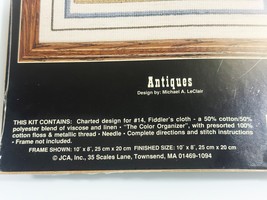 Antiques
Design by: Michael A. LeClair
THIS KIT CONTAINS: Charted design for #14, Fiddler's cloth - a 50% cotton/50%
polyester blend of viscose and linen • "The Color Organizer", with presorted 100%
cotton floss & metallic thread • Needle • Complete directions and stitch instructions
• Frame not included.
FRAME SHOWN: 10" x 8", 25 cm x 20 cm FINISHED SIZE: 10" x 8", 25 cm x 20 cm
© JCA, Inc., 35 Scales Lane, Townsend, MA 01469-1094